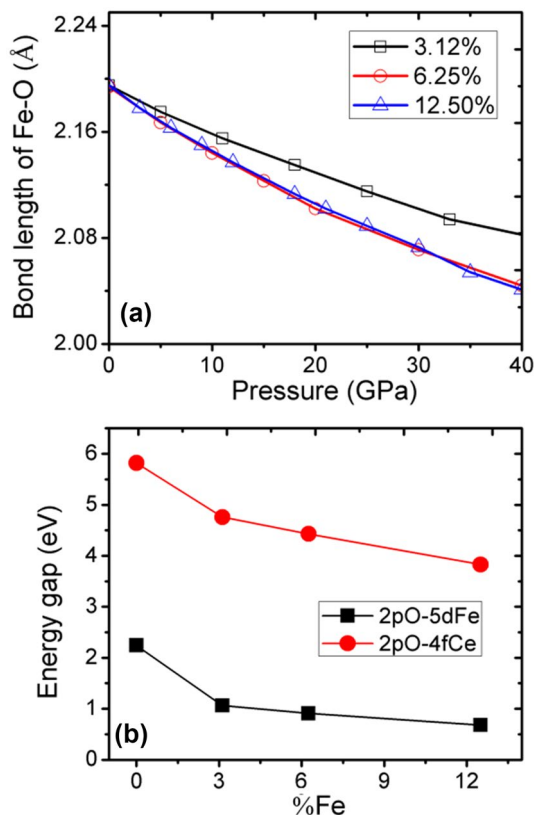 2.24
2.16
2.08
2.00
Bond length of Fe-O (Å)
3.12%
6.25%
12.50%
(a)
0 10 20 30 40
Pressure (GPa)
6
5
4
3
2
1
0
Energy gap (eV)
2pO-5dFe
2pO-4fCe
(b)
0 3 6 9 12
%Fe